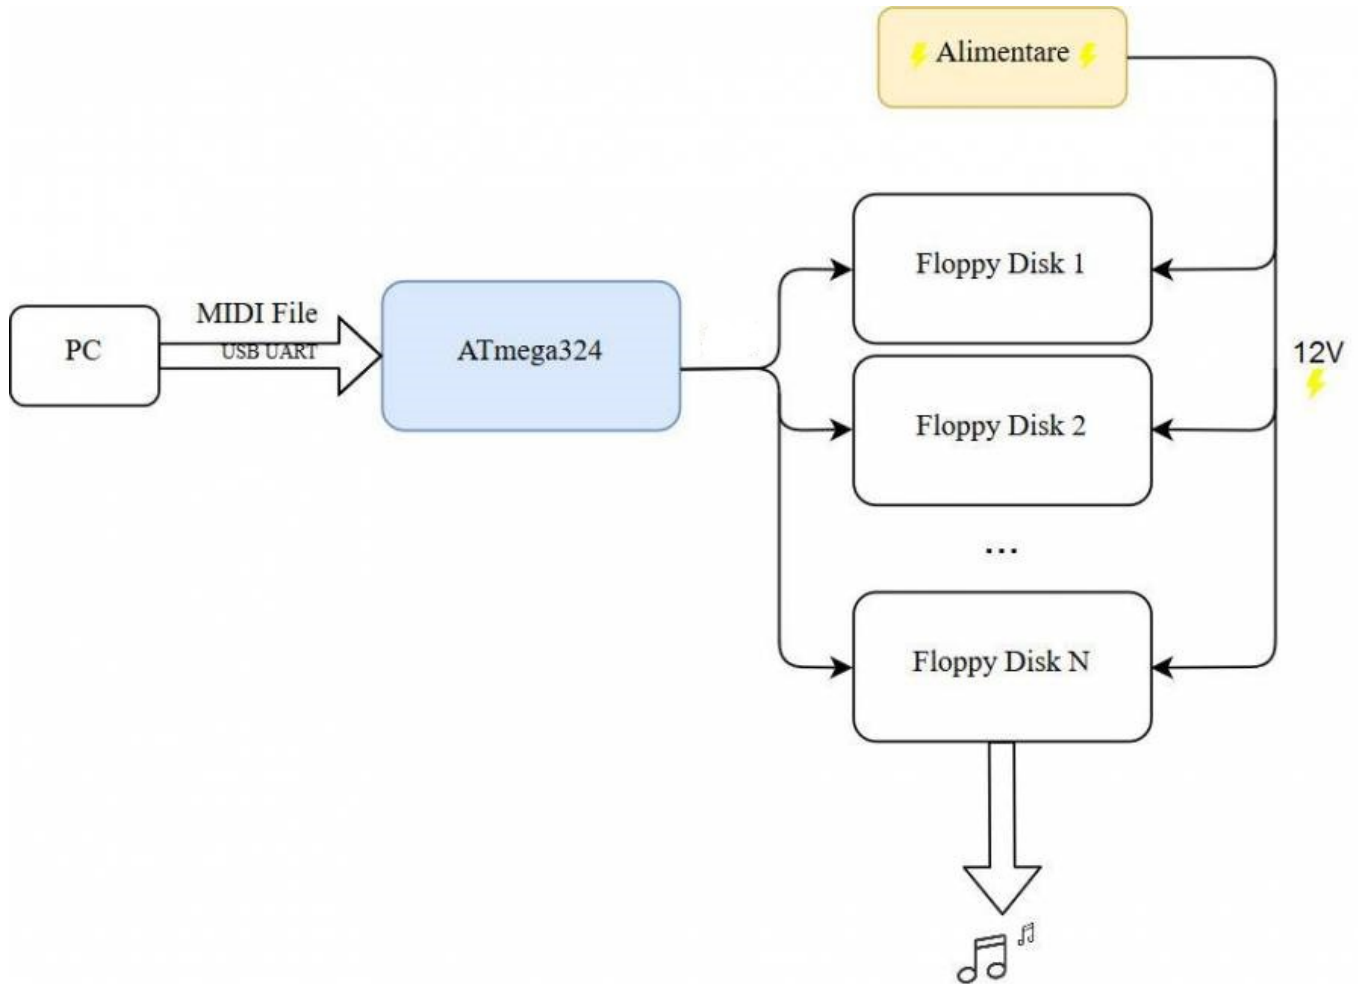 Alimentare
Floppy Disk 1
MIDI File
USB UART
PC
ATmega324
12V
Floppy Disk 2
...
Floppy Disk N